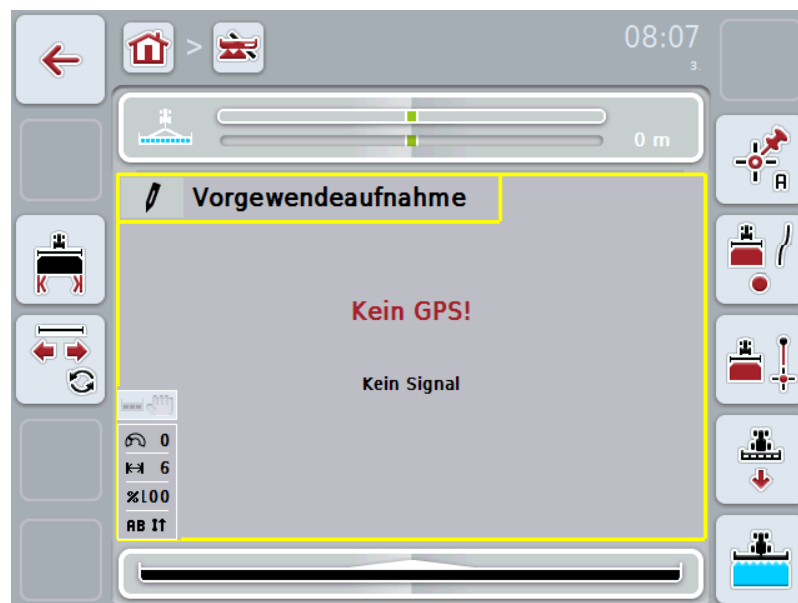 >
08:07
3.
0 m
A
Vorgewendeaufnahme
Kein GPS!
Kein Signal
0
6
%100
AB